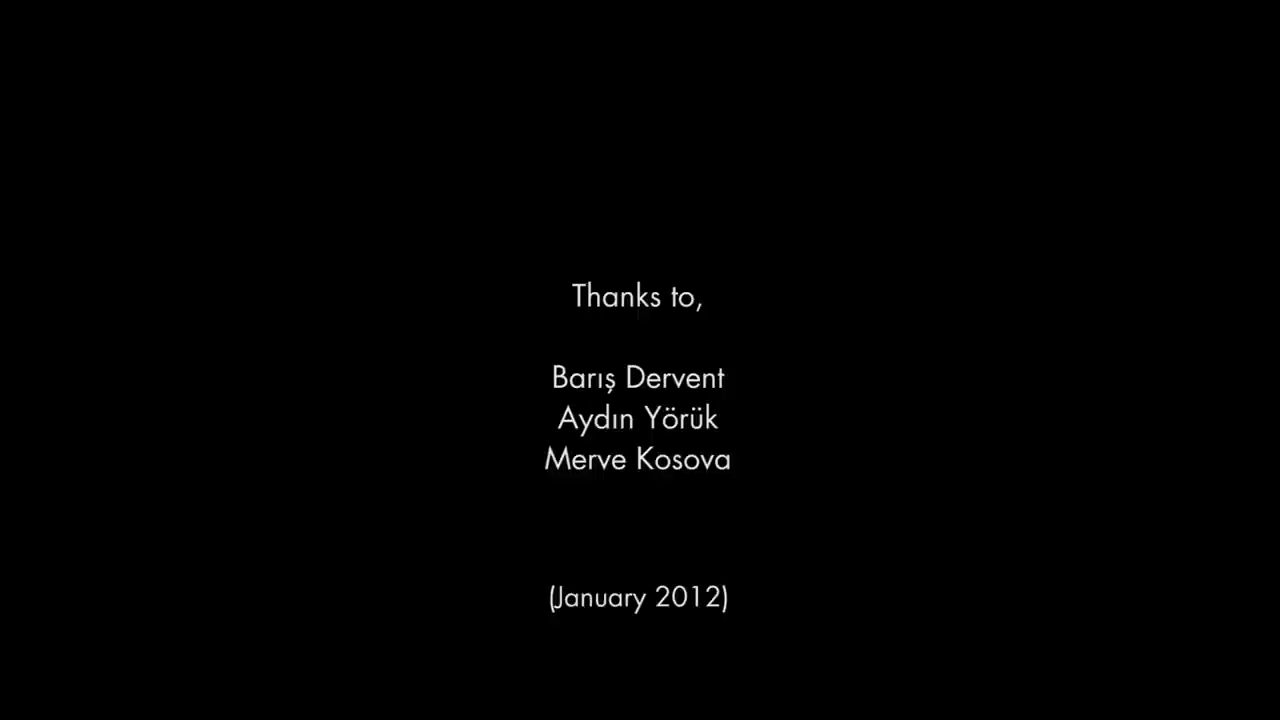 Thanks to,
Barış Dervent
Aydın Yörük
Merve Kosova
(January 2012)